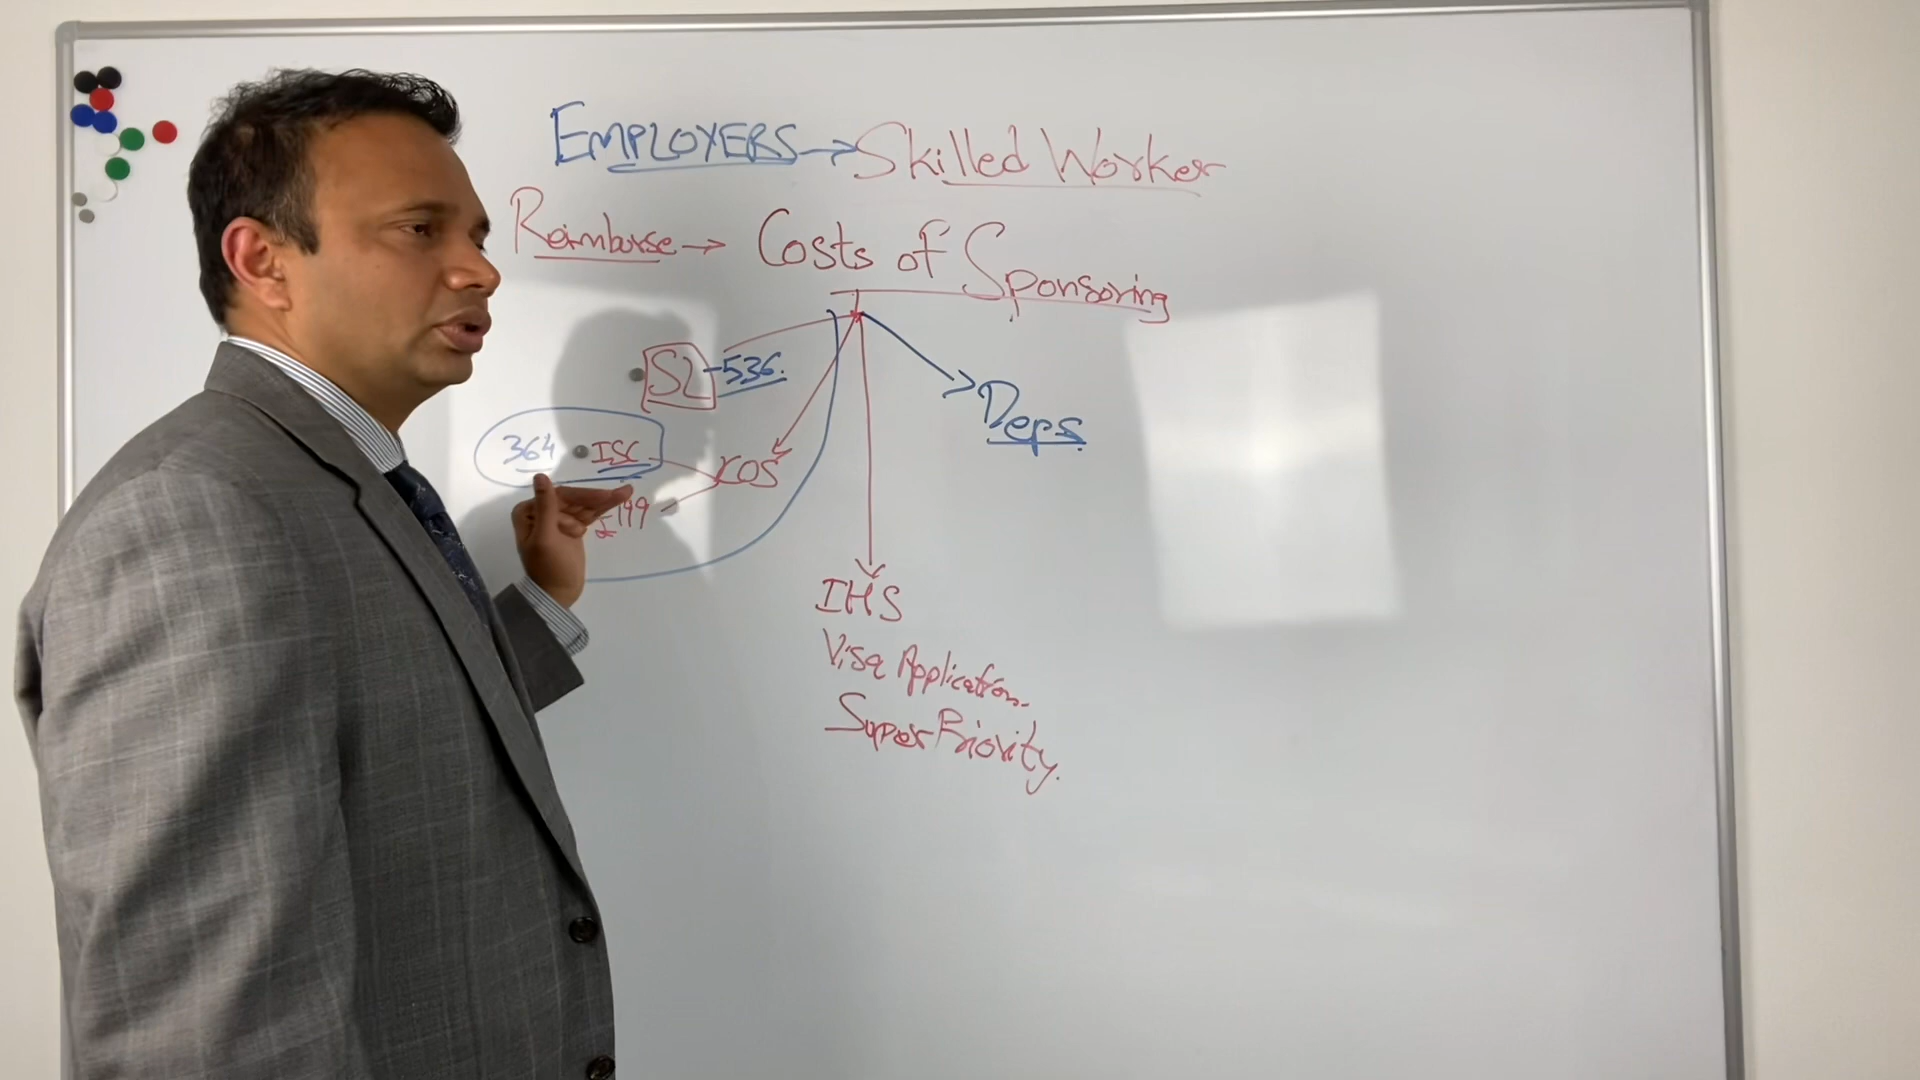 EMPLOYERS → Skilled Worker
Reimburse → Costs of Sponsoring
SL - 536.
Deps.
364 ISC
COS
£199
IHS
Visa Application
Super Priority.